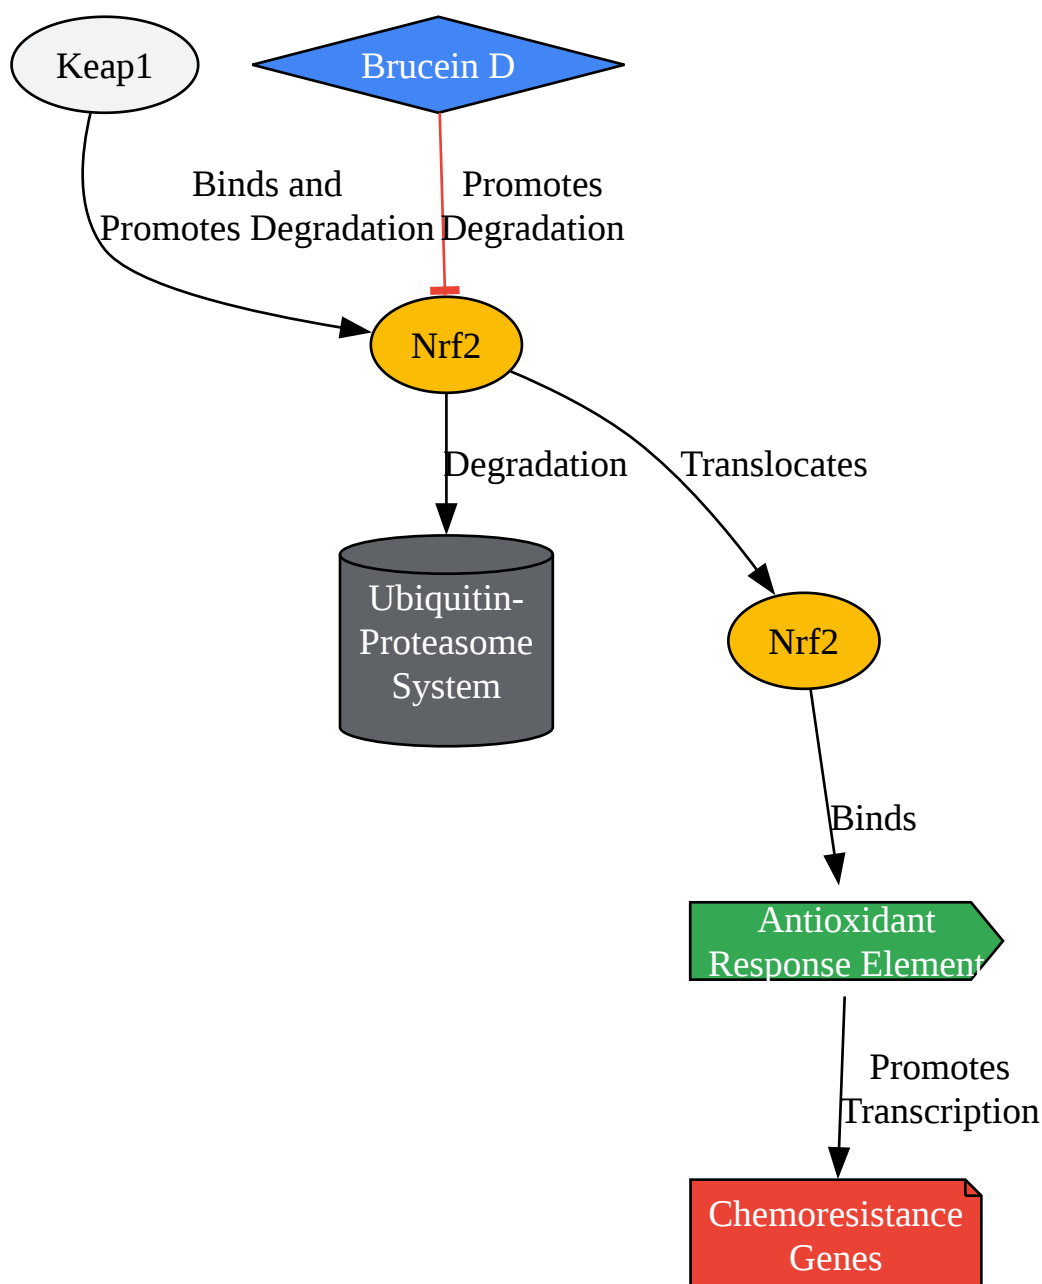 Keap1
Brucein D
Binds and
Promotes Degradation
Promotes
Degradation
Nrf2
Degradation
Translocates
Ubiquitin-
Proteasome
System
Nrf2
Binds
Antioxidant
Response Element
Promotes
Transcription
Chemoresistance
Genes